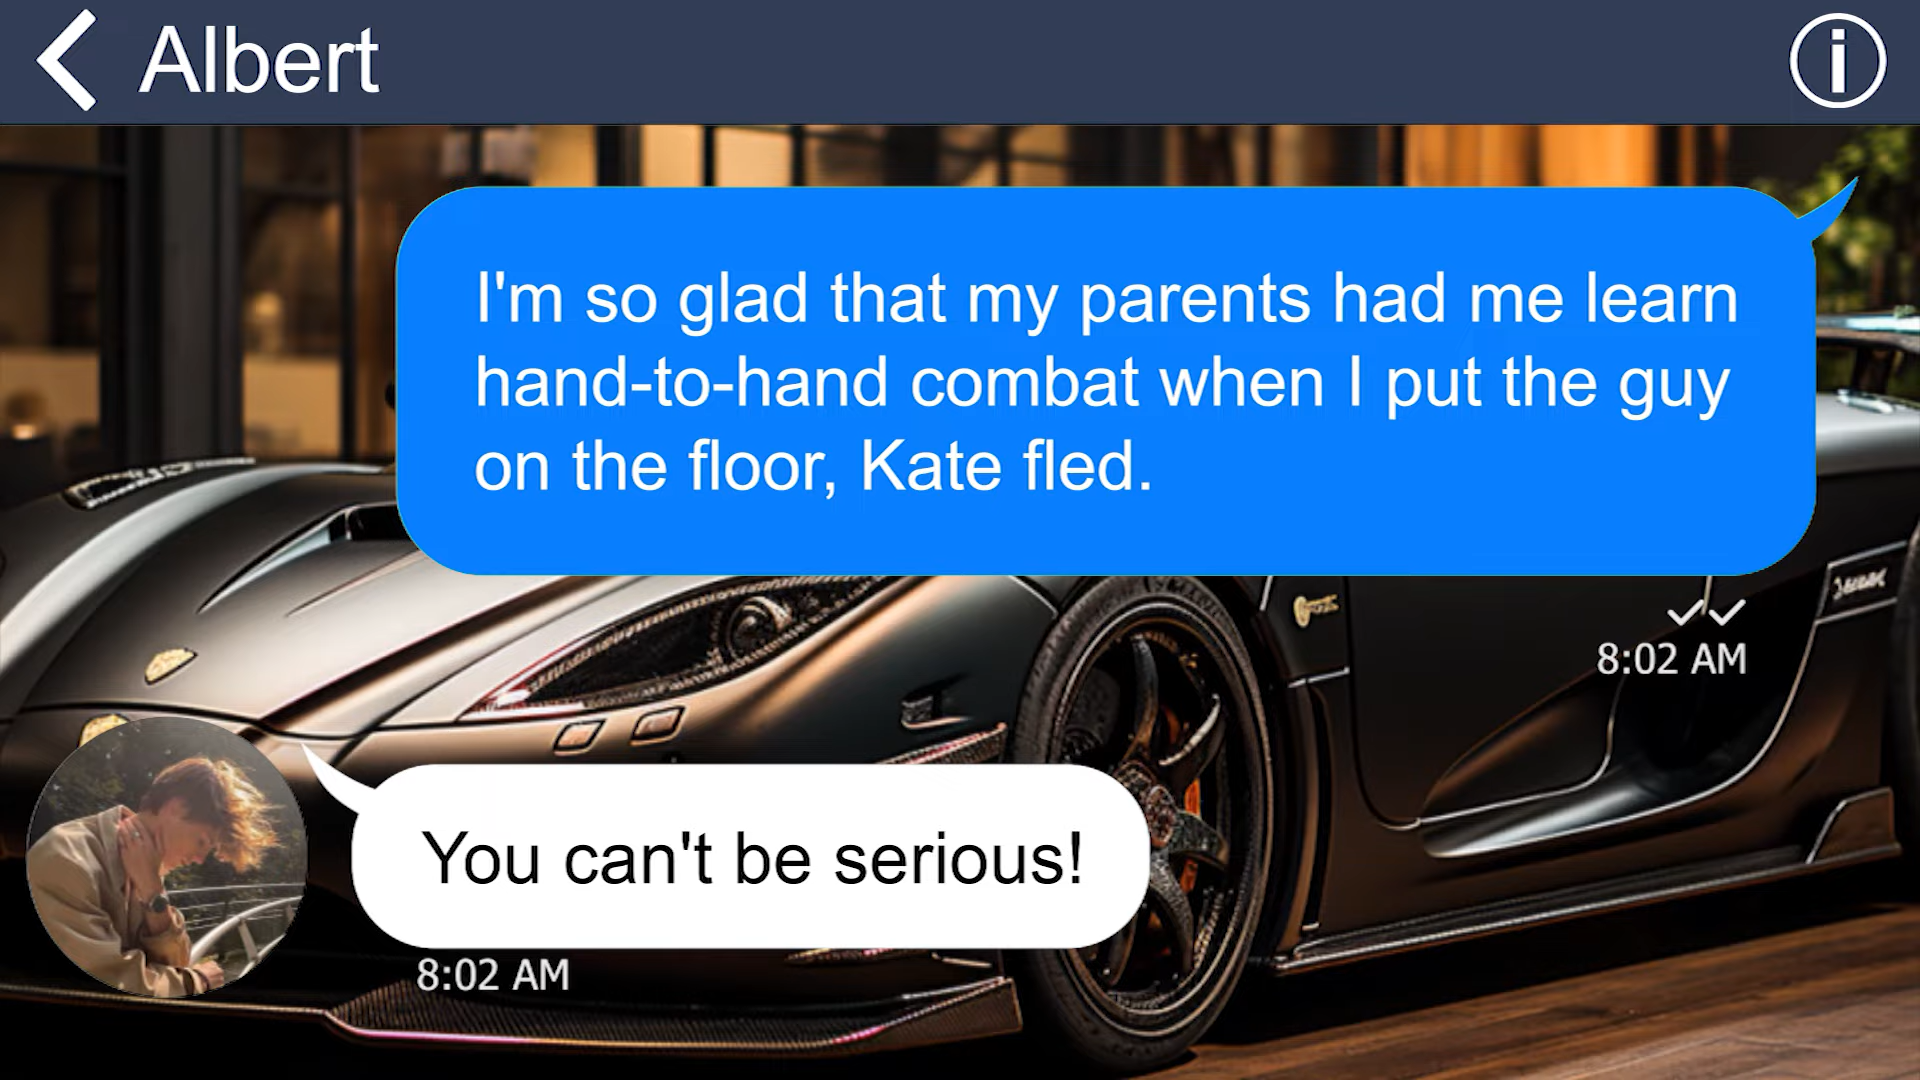 Albert
I'm so glad that my parents had me learn
hand-to-hand combat when I put the guy
on the floor, Kate fled.
8:02 AM
You can't be serious!
8:02 AM